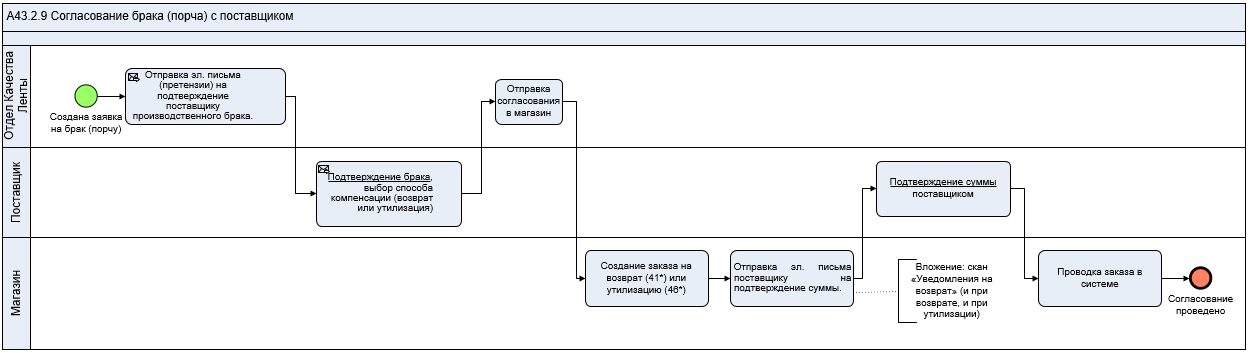 A43.2.9 Согласование брака (порча) с поставщиком
Отдел Качества
Ленты
Создана заявка
на брак (порчу)
Отправка эл. письма
(претензии) на
подтверждение
поставщику
производственного брака.
Отправка
согласования
в магазин
Поставщик
Подтверждение брака,
выбор способа
компенсации (возврат
или утилизация)
Подтверждение суммы
поставщиком
Магазин
Создание заказа на
возврат (41*) или
утилизацию (46*)
Отправка эл. письма
поставщику на
подтверждение суммы.
Вложение: скан
«Уведомления на
возврат» (и при
возврате, и при
утилизации)
Проводка заказа в
системе
Согласование
проведено